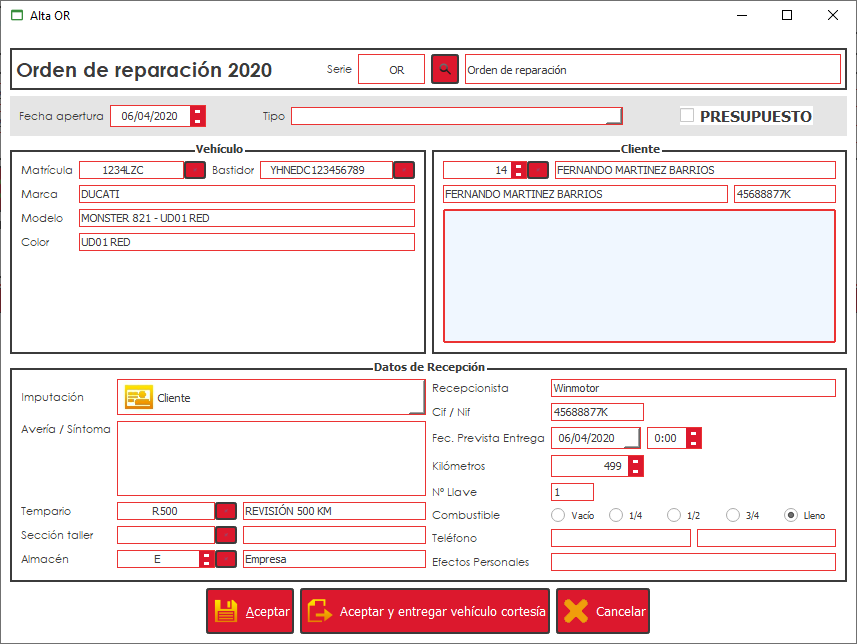 Alta OR
Orden de reparación 2020 Serie OR Orden de reparación
Fecha apertura 06/04/2020 Tipo PRESUPUESTO
Vehículo
Matrícula 1234LZC Bastidor YHNEDC123456789
Marca DUCATI
Modelo MONSTER 821 - UD01 RED
Color UD01 RED
Cliente
14 FERNANDO MARTINEZ BARRIOS
FERNANDO MARTINEZ BARRIOS 45688877K
Datos de Recepción
Imputación Cliente
Avería / Síntoma
Tempario R500 REVISIÓN 500 KM
Sección taller
Almacén E Empresa
Recepcionista Winmotor
Cif / Nif 45688877K
Fec. Prevista Entrega 06/04/2020 0:00
Kilómetros 499
Nº Llave 1
Combustible Vacío 1/4 1/2 3/4 Lleno
Teléfono
Efectos Personales
Aceptar Aceptar y entregar vehículo cortesía Cancelar